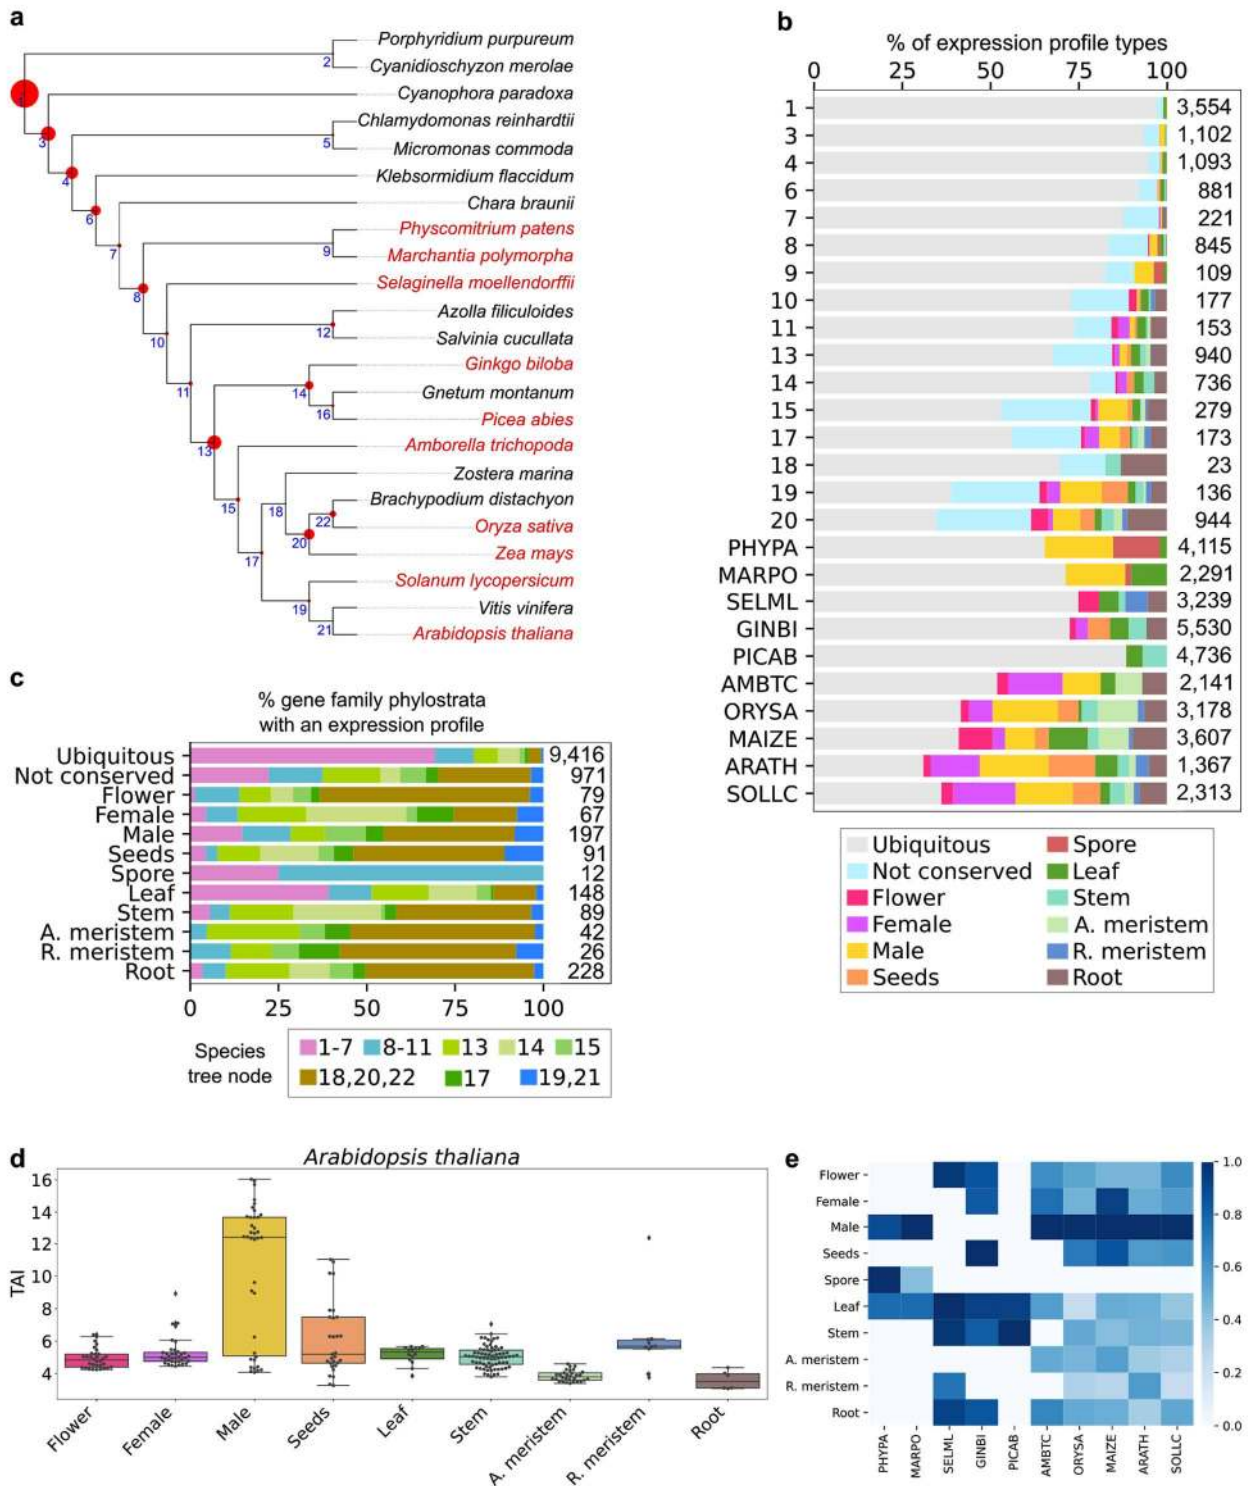 a
Porphyridium purpureum
2
Cyanidioschyzon merolae
Cyanophora paradoxa
3
Chlamydomonas reinhardtii
5
Micromonas commoda
4
Klebsormidium flaccidum
6
Chara braunii
7
Physcomitrium patens
9
Marchantia polymorpha
8
Selaginella moellendorffii
10
Azolla filiculoides
12
Salvinia cucullata
11
Ginkgo biloba
14
Gnetum montanum
16
Picea abies
13
Amborella trichopoda
15
Zostera marina
18
Brachypodium distachyon
22
Oryza sativa
20
Zea mays
17
Solanum lycopersicum
19
Vitis vinifera
21
Arabidopsis thaliana
b
% of expression profile types
0 25 50 75 100
1 3,554
3 1,102
4 1,093
6 881
7 221
8 845
9 109
10 177
11 153
13 940
14 736
15 279
17 173
18 23
19 136
20 944
PHYPA 4,115
MARPO 2,291
SELML 3,239
GINBI 5,530
PICAB 4,736
AMBTC 2,141
ORYSA 3,178
MAIZE 3,607
ARATH 1,367
SOLLC 2,313
Ubiquitous Spore
Not conserved Leaf
Flower Stem
Female A. meristem
Male R. meristem
Seeds Root
c
% gene family phylostrata
with an expression profile
Ubiquitous 9,416
Not conserved 971
Flower 79
Female 67
Male 197
Seeds 91
Spore 12
Leaf 148
Stem 89
A. meristem 42
R. meristem 26
Root 228
0 25 50 75 100
Species
tree node
1-7 8-11 13 14 15
18,20,22 17 19,21
d
Arabidopsis thaliana
TAI
16
14
12
10
8
6
4
Flower Female Male Seeds Leaf Stem A. meristem R. meristem Root
e
Flower
Female
Male
Seeds
Spore
Leaf
Stem
A. meristem
R. meristem
Root
PHYPA MARPO SELML GINBI PICAB AMBTC ORYSA MAIZE ARATH SOLLC
1.0
0.8
0.6
0.4
0.2
0.0